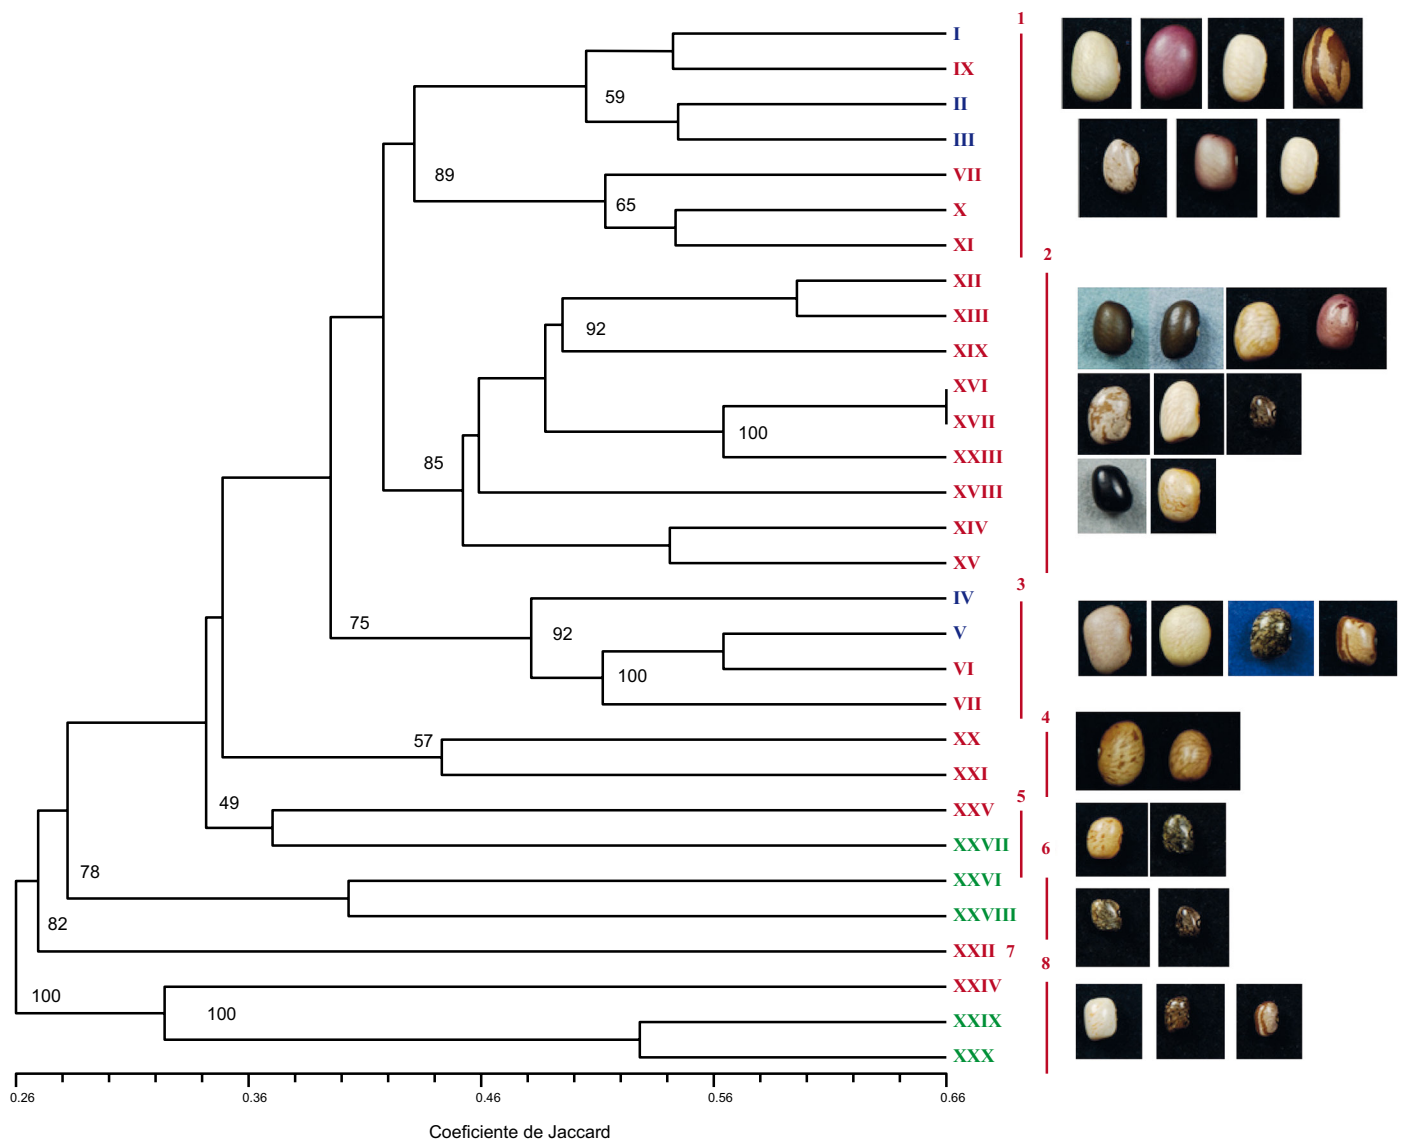 1
I
IX
59
II
III
89
VII
65
X
XI
2
XII
XIII
92
XIX
XVI
XVII
100
XXIII
85
XVIII
XIV
XV
3
IV
75
92
V
VI
100
VII
4
57
XX
XXI
5
49
XXV
XXVII
6
78
XXVI
XXVIII
82
XXII 7
8
100
XXIV
100
XXIX
XXX
0.26 0.36 0.46 0.56 0.66
Coeficiente de Jaccard